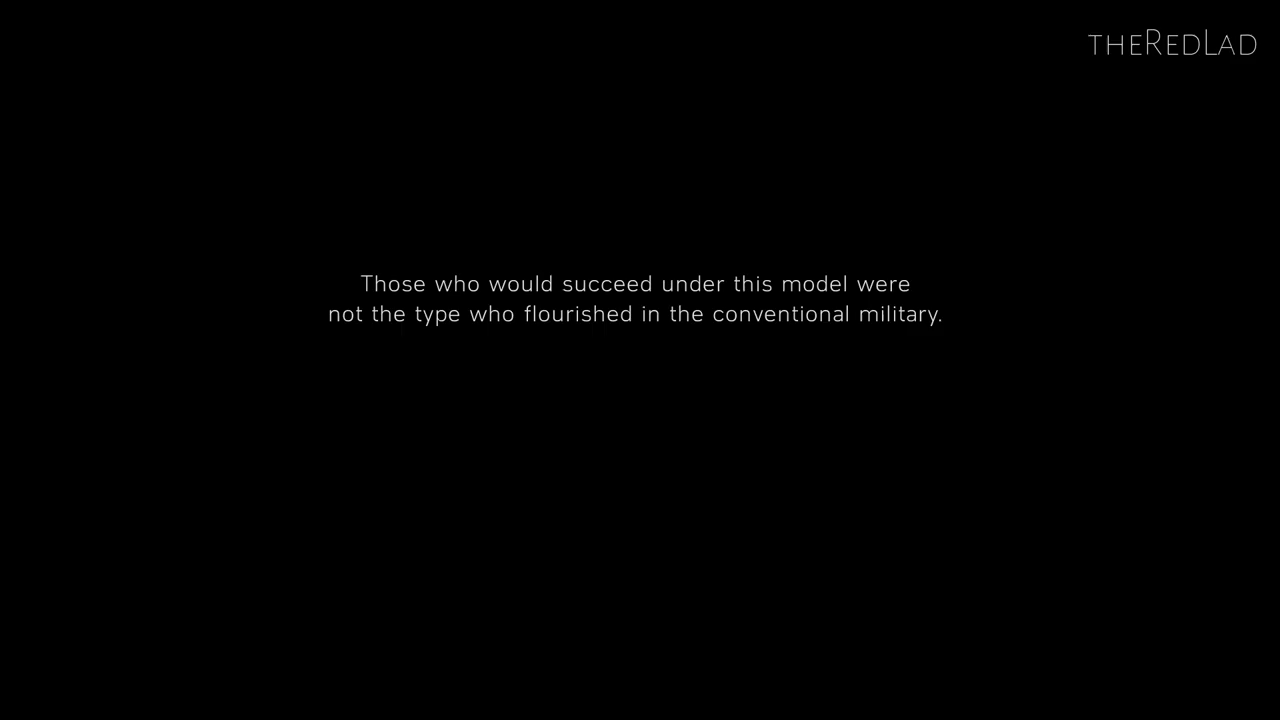 THEREDLAD
Those who would succeed under this model were
not the type who flourished in the conventional military.